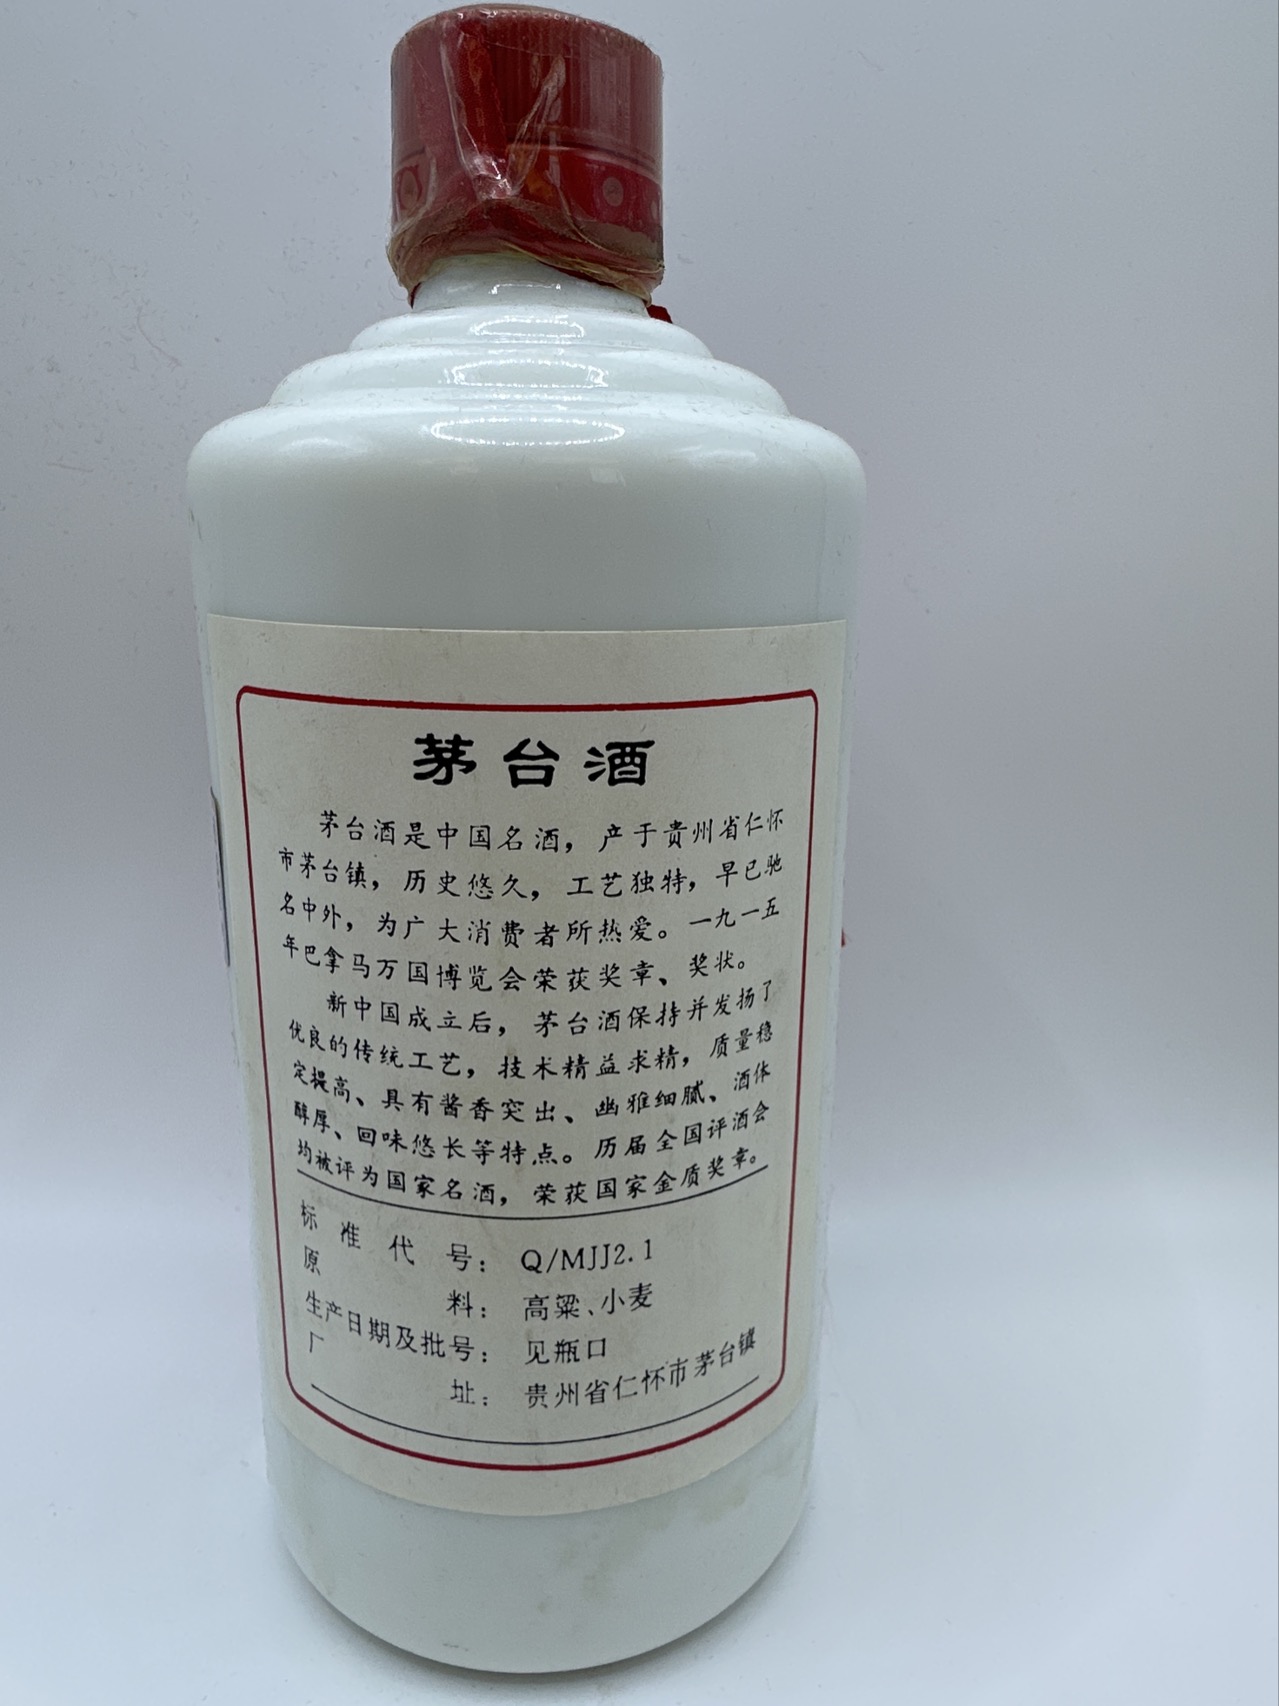 茅台酒
茅台酒是中国名酒，产于贵州省仁怀
市茅台镇，历史悠久，工艺独特，早已驰
名中外，为广大消费者所热爱。一九一五
年巴拿马万国博览会荣获奖章、奖状。
新中国成立后，茅台酒保持并发扬了
优良的传统工艺，技术精益求精，质量稳
定提高、具有酱香突出、幽雅细腻、酒体
醇厚、回味悠长等特点。历届全国评酒会
均被评为国家名酒，荣获国家金质奖章。
标准代号：Q/MJJ2.1
原料：高粱、小麦
生产日期及批号：见瓶口
厂址：贵州省仁怀市茅台镇